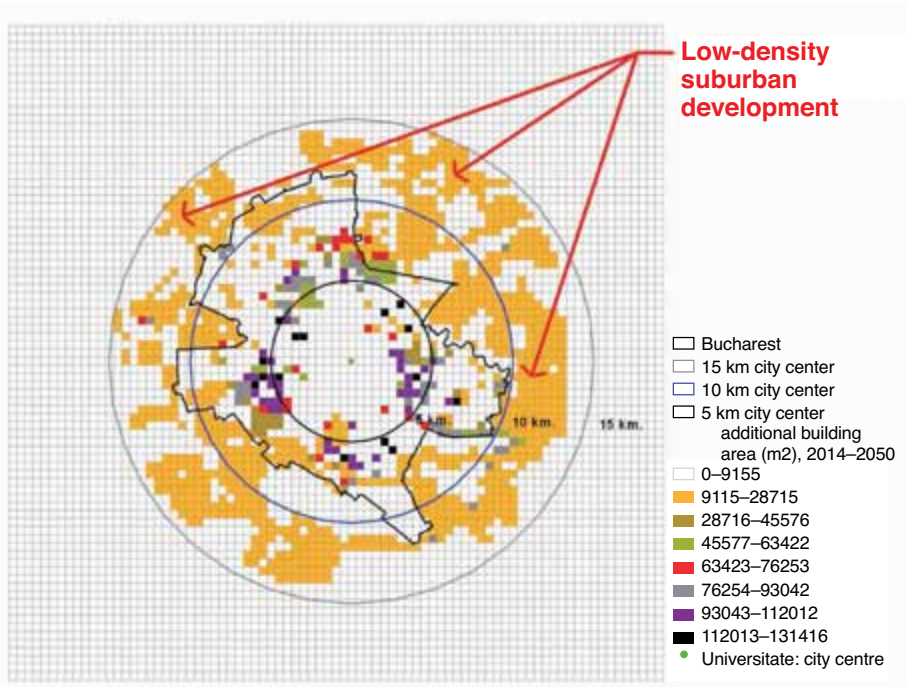 Low-density
suburban
development
5 km.
10 km.
15 km.
Bucharest
15 km city center
10 km city center
5 km city center
additional building
area (m2), 2014–2050
0–9155
9115–28715
28716–45576
45577–63422
63423–76253
76254–93042
93043–112012
112013–131416
Universitate: city centre